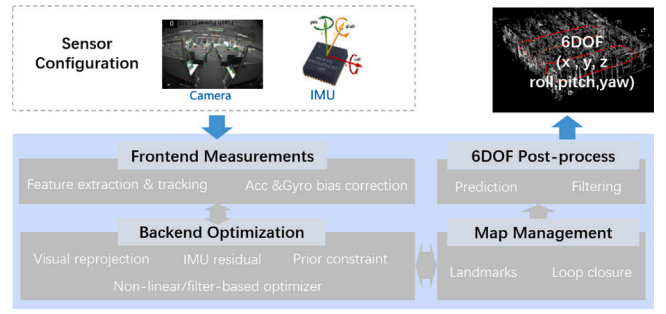 Sensor
Configuration
Camera
IMU
6DOF
(x, y, z
roll,pitch,yaw)
Frontend Measurements
Feature extraction & tracking
Acc &Gyro bias correction
6DOF Post-process
Prediction
Filtering
Backend Optimization
Visual reprojection
IMU residual
Prior constraint
Non-linear/filter-based optimizer
Map Management
Landmarks
Loop closure